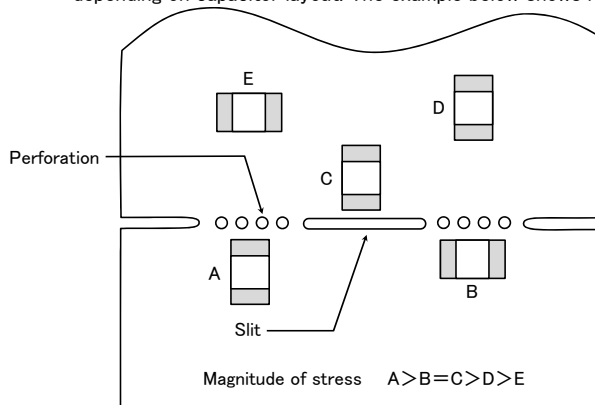 depending on capacitor layout. The example below shows r
E
D
Perforation
C
A
B
Slit
Magnitude of stress A>B=C>D>E